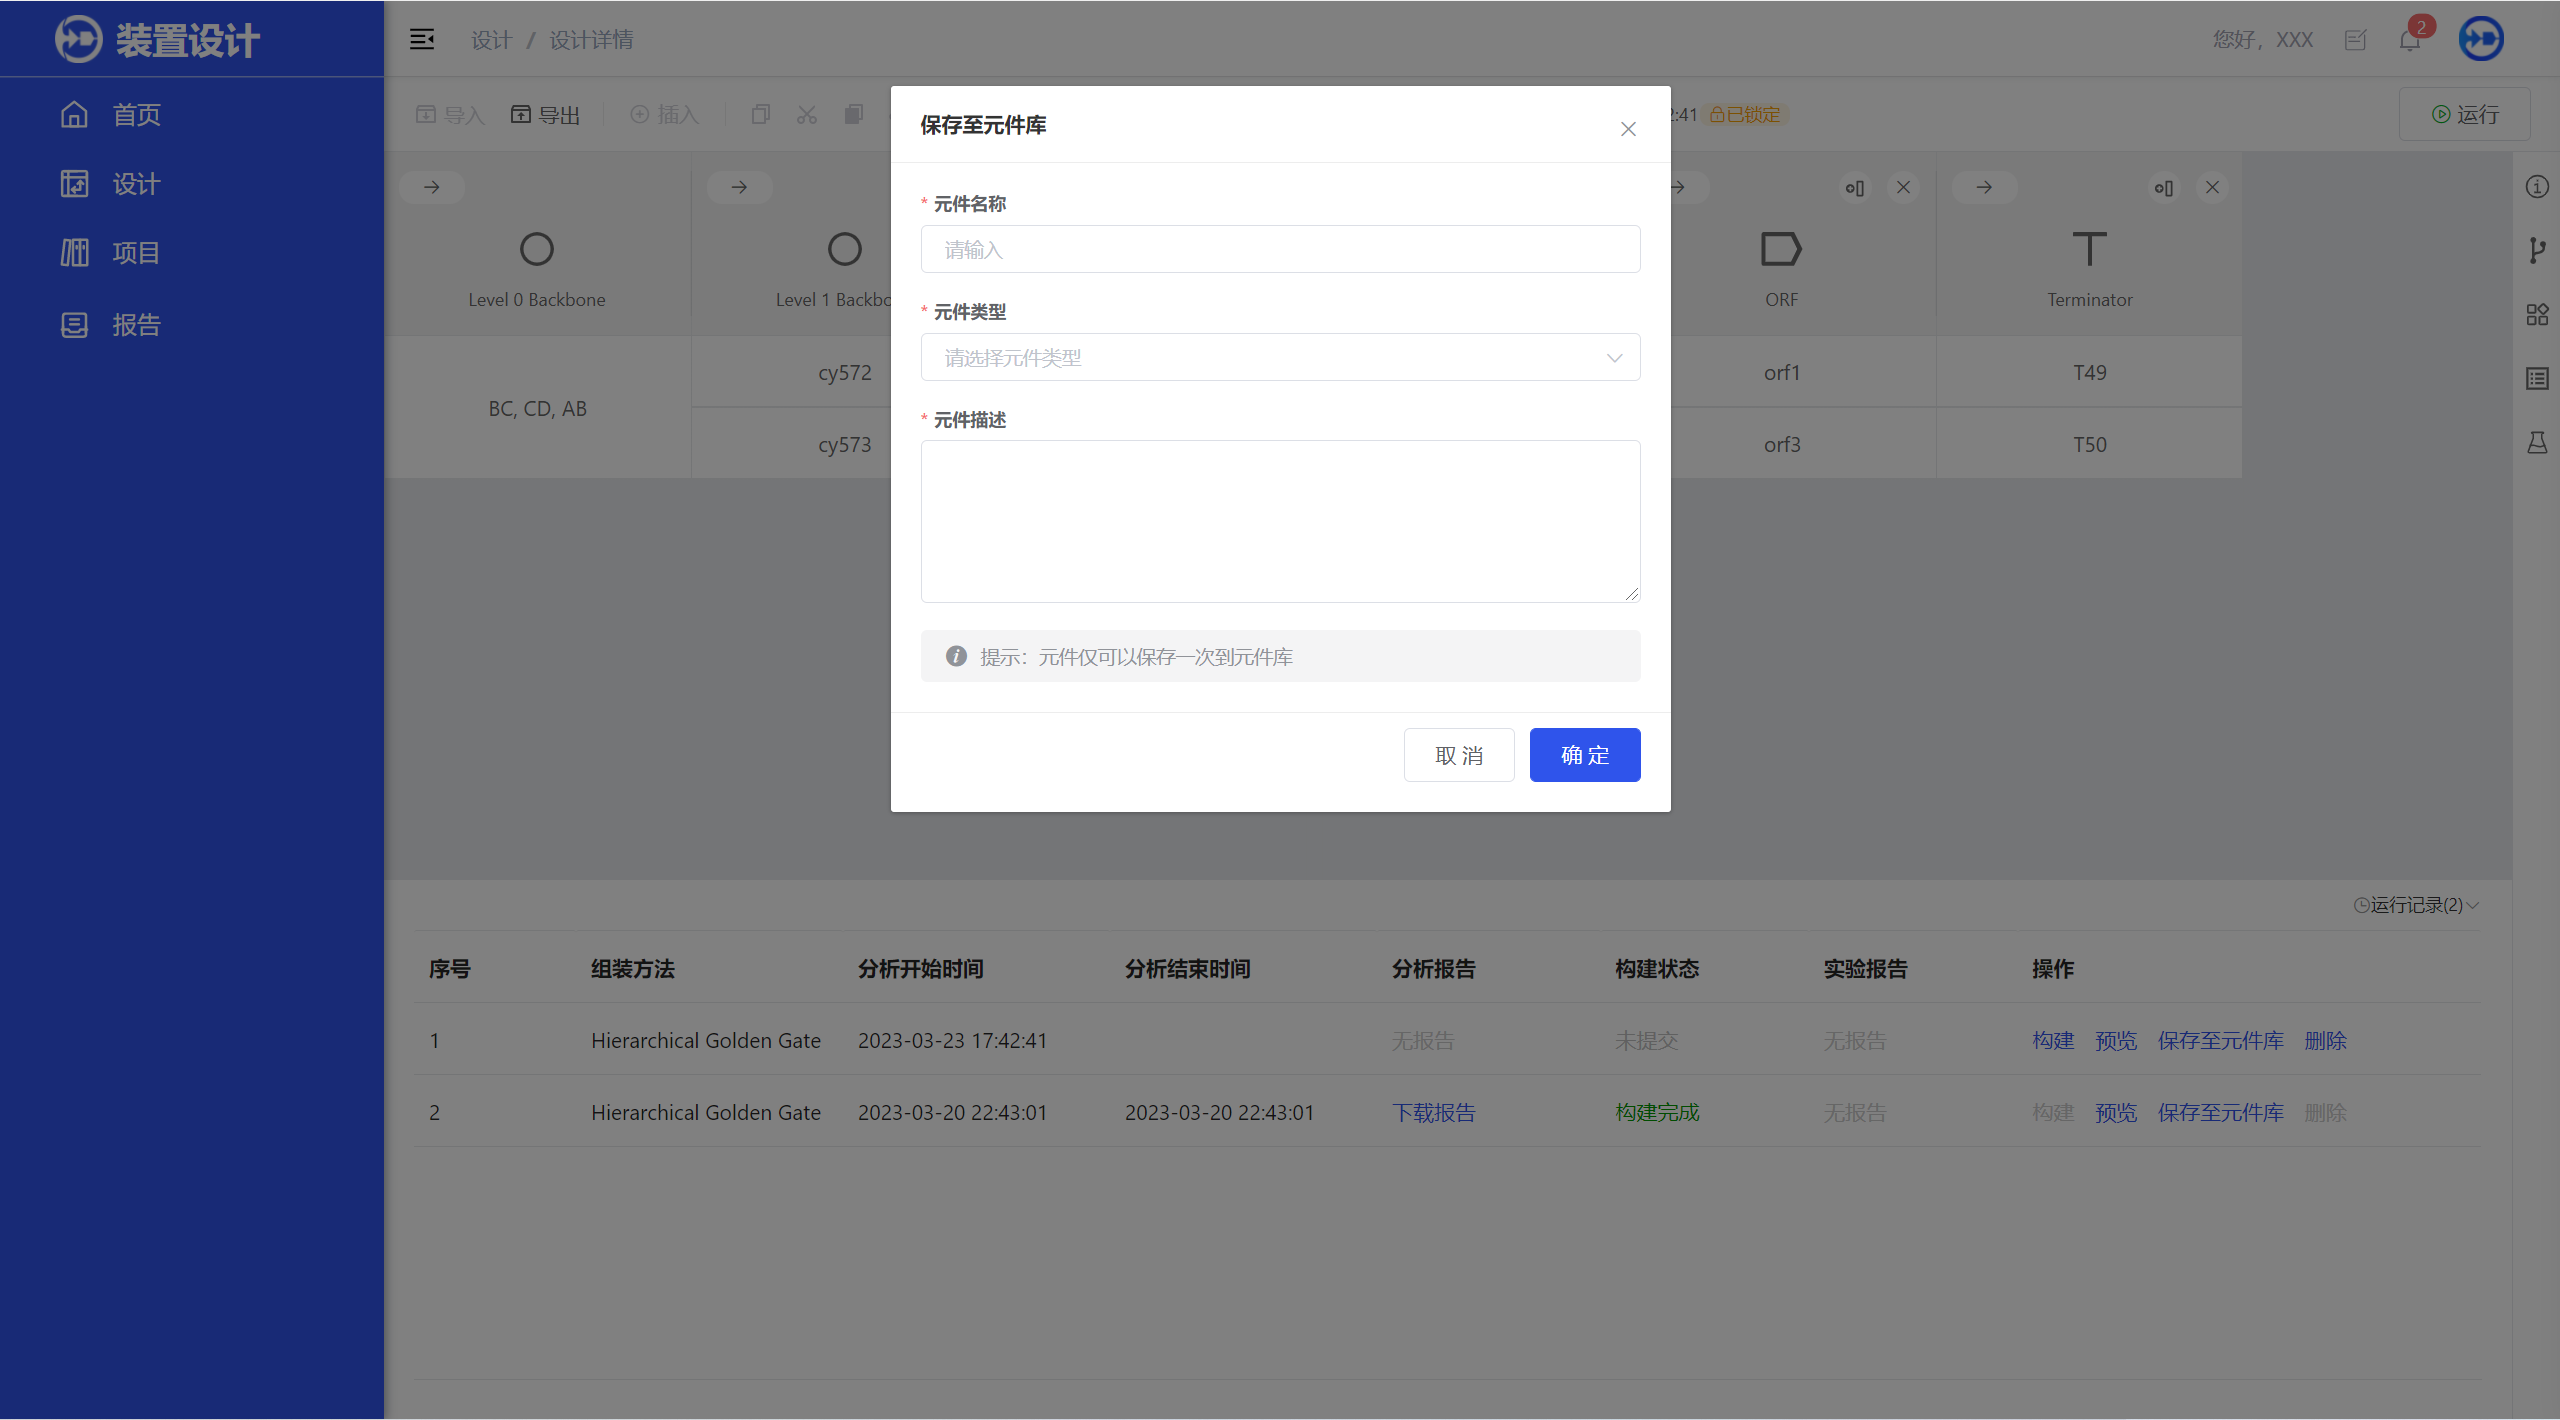 装置设计
设计 / 设计详情
您好，XXX
2
首页
设计
项目
报告
导入
导出
插入
:41
已锁定
运行
Level 0 Backbone
Level 1 Backbo
ORF
Terminator
BC, CD, AB
cy572
orf1
T49
cy573
orf3
T50
保存至元件库
* 元件名称
请输入
* 元件类型
请选择元件类型
* 元件描述
提示：元件仅可以保存一次到元件库
取 消
确 定
运行记录(2)
序号 组装方法 分析开始时间 分析结束时间 分析报告 构建状态 实验报告 操作
1 Hierarchical Golden Gate 2023-03-23 17:42:41 无报告 未提交 无报告 构建 预览 保存至元件库 删除
2 Hierarchical Golden Gate 2023-03-20 22:43:01 2023-03-20 22:43:01 下载报告 构建完成 无报告 构建 预览 保存至元件库 删除